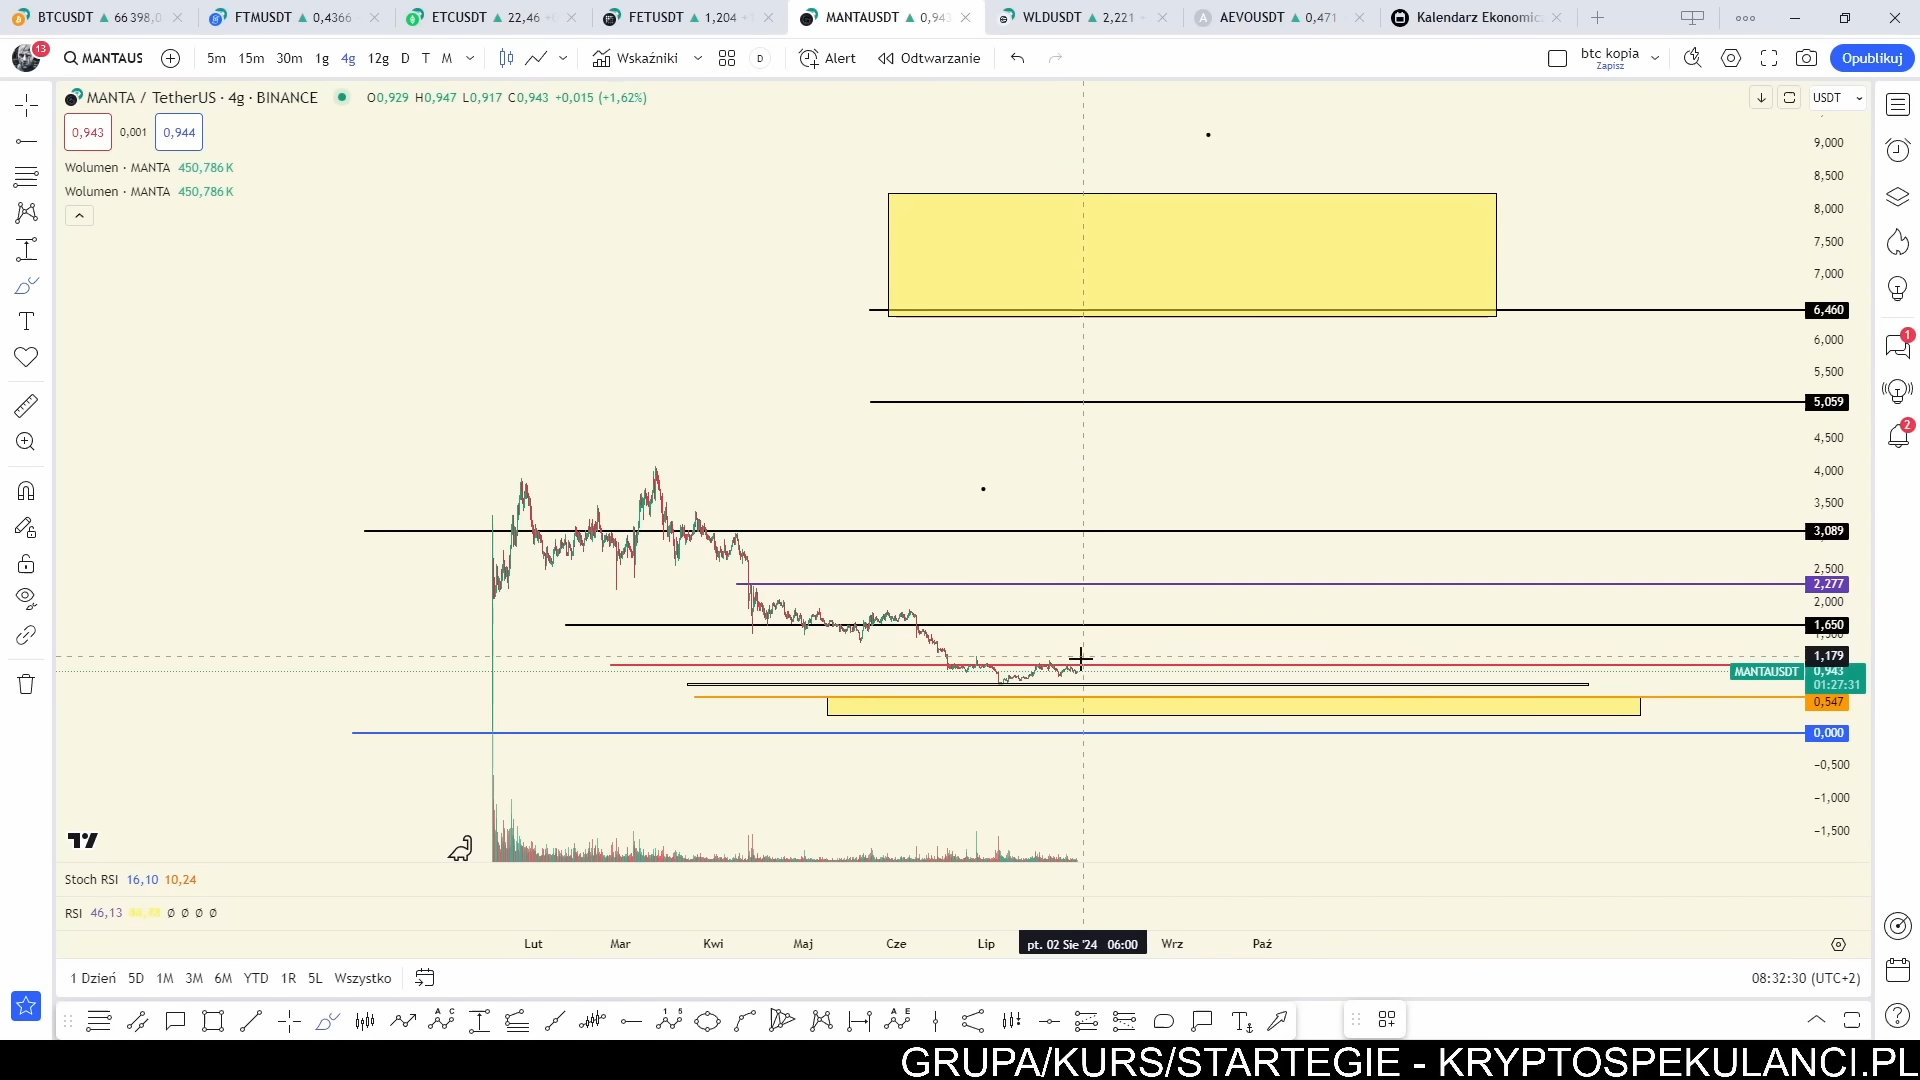 BTCUSDT ▲ 66 398,0
FTMUSDT ▲ 0,4366
ETCUSDT ▲ 22,46
FETUSDT ▲ 1,204
MANTAUSDT ▲ 0,943
WLDUSDT ▲ 2,221
A AEVOUSDT ▲ 0,471
Kalendarz Ekonomic
13
MANTAUS
5m 15m 30m 1g 4g 12g D T M
Wskaźniki
D
Alert
Odtwarzanie
btc kopia
Zapisz
Opublikuj
MANTA / TetherUS · 4g · BINANCE
O0,929 H0,947 L0,917 C0,943 +0,015 (+1,62%)
USDT
0,943 0,001 0,944
Wolumen · MANTA 450,786 K
Wolumen · MANTA 450,786 K
9,000
8,500
8,000
7,500
7,000
6,460
6,000
5,500
5,059
4,500
4,000
3,500
3,089
2,500
2,277
2,000
1,650
1,179
MANTAUSDT 0,943
01:27:31
0,547
0,000
−0,500
−1,000
−1,500
1
2
Stoch RSI 16,10 10,24
RSI 46,13 Ø Ø Ø Ø
Lut Mar Kwi Maj Cze Lip pt. 02 Sie '24 06:00 Wrz Paź
1 Dzień 5D 1M 3M 6M YTD 1R 5L Wszystko
08:32:30 (UTC+2)
GRUPA/KURS/STARTEGIE - KRYPTOSPEKULANCI.PL